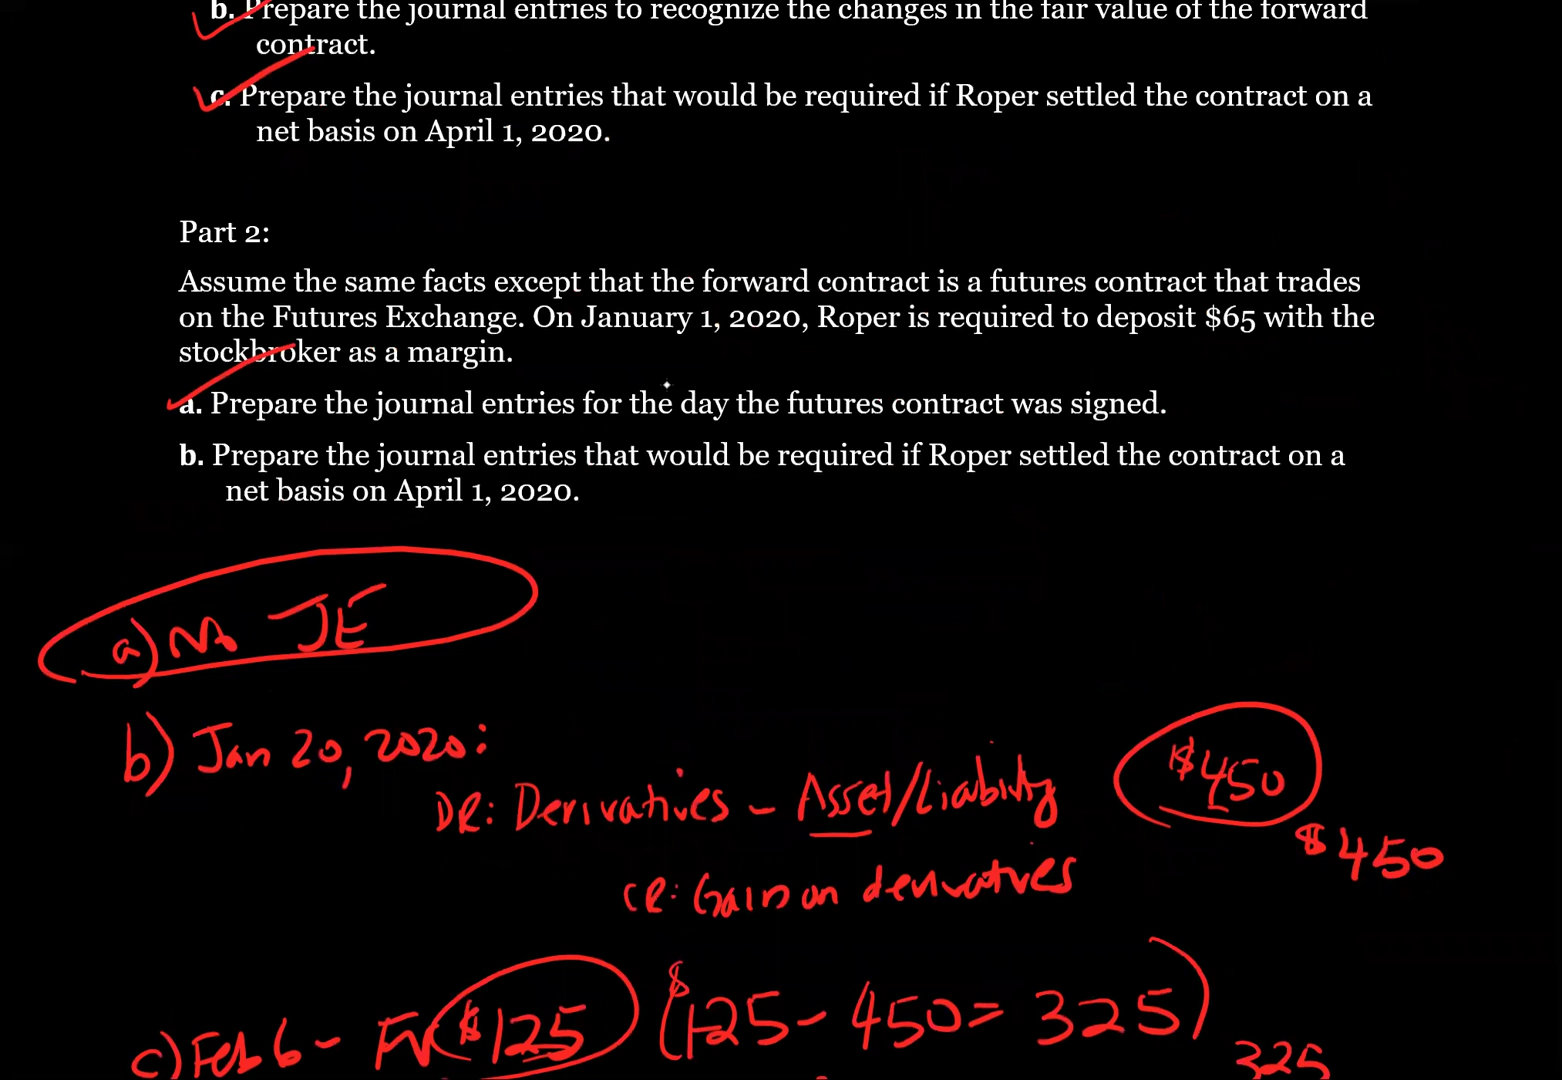 b. Prepare the journal entries to recognize the changes in the fair value of the forward
contract.
c. Prepare the journal entries that would be required if Roper settled the contract on a
net basis on April 1, 2020.
Part 2:
Assume the same facts except that the forward contract is a futures contract that trades
on the Futures Exchange. On January 1, 2020, Roper is required to deposit $65 with the
stockbroker as a margin.
a. Prepare the journal entries for the day the futures contract was signed.
b. Prepare the journal entries that would be required if Roper settled the contract on a
net basis on April 1, 2020.
a) No JE
b) Jan 20, 2020:
DR: Derivatives - Asset/Liability $450
CR: Gain on derivatives $450
c) Feb 6 - FV $125 ($125 - 450 = 325)
325